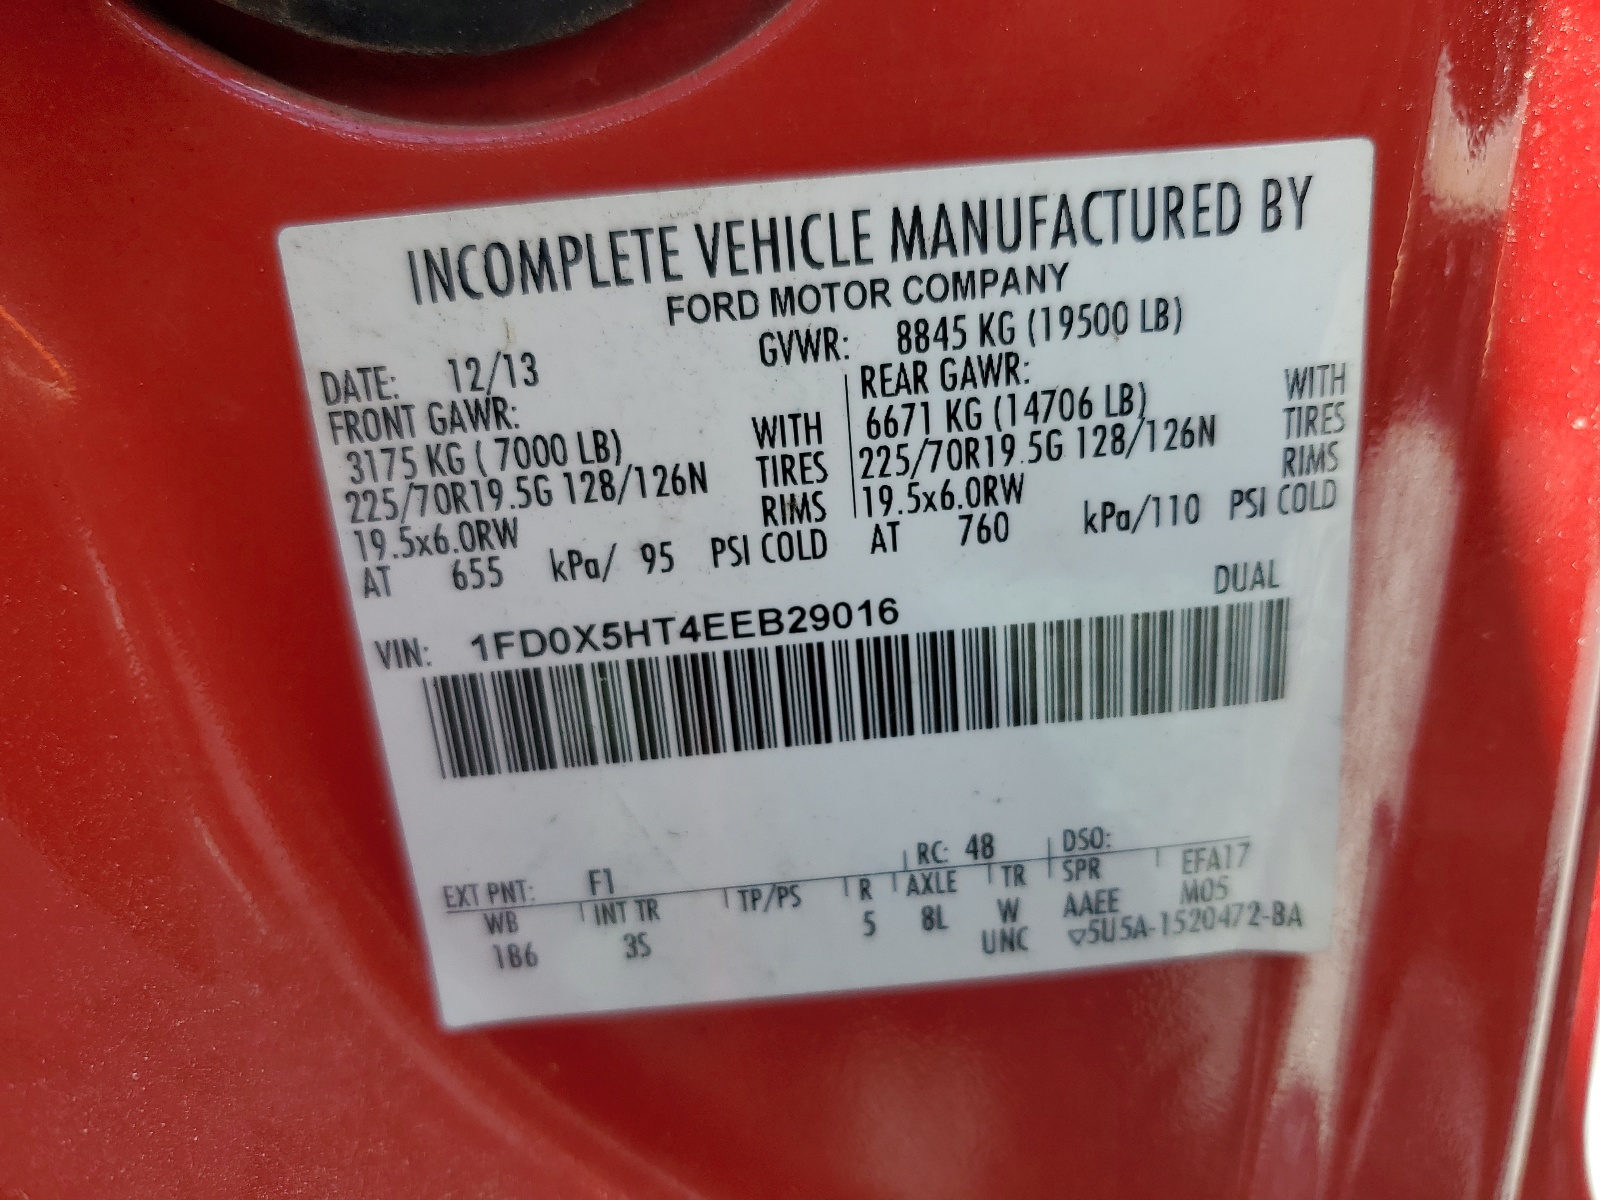 INCOMPLETE VEHICLE MANUFACTURED BY
FORD MOTOR COMPANY
DATE: 12/13 GVWR: 8845 KG (19500 LB)
FRONT GAWR: REAR GAWR:
3175 KG (7000 LB) WITH 6671 KG (14706 LB) WITH
225/70R19.5G 128/126N TIRES 225/70R19.5G 128/126N TIRES
19.5x6.0RW RIMS 19.5x6.0RW RIMS
AT 655 kPa/ 95 PSI COLD AT 760 kPa/110 PSI COLD
DUAL
VIN: 1FD0X5HT4EEB29016
EXT PNT: F1 RC: 48 DSO:
WB INT TR TP/PS R AXLE TR SPR EFA17
186 3S 5 8L W AAEE M05
UNC ▽5U5A-1520472-BA